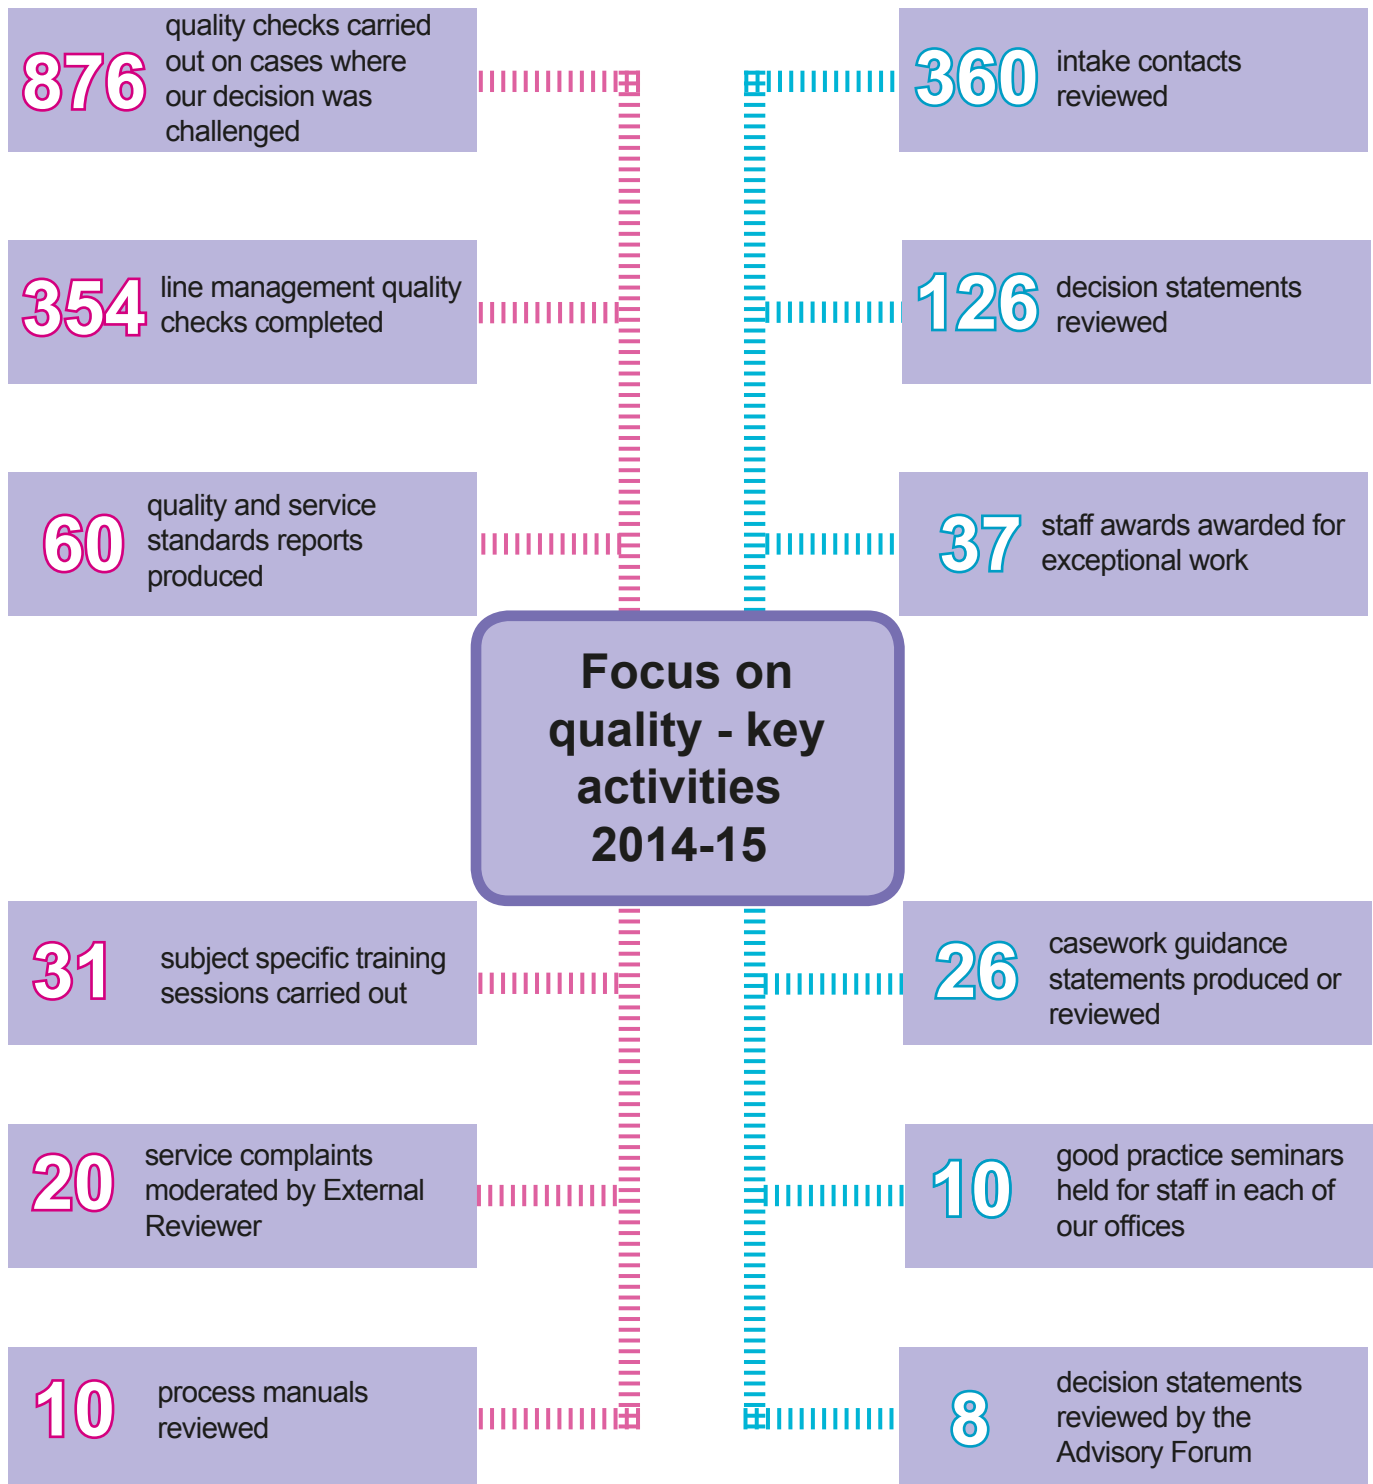 876
quality checks carried
out on cases where
our decision was
challenged
360
intake contacts
reviewed
354
line management quality
checks completed
126
decision statements
reviewed
60
quality and service
standards reports
produced
37
staff awards awarded for
exceptional work
Focus on
quality - key
activities
2014-15
31
subject specific training
sessions carried out
26
casework guidance
statements produced or
reviewed
20
service complaints
moderated by External
Reviewer
10
good practice seminars
held for staff in each of
our offices
10
process manuals
reviewed
8
decision statements
reviewed by the
Advisory Forum